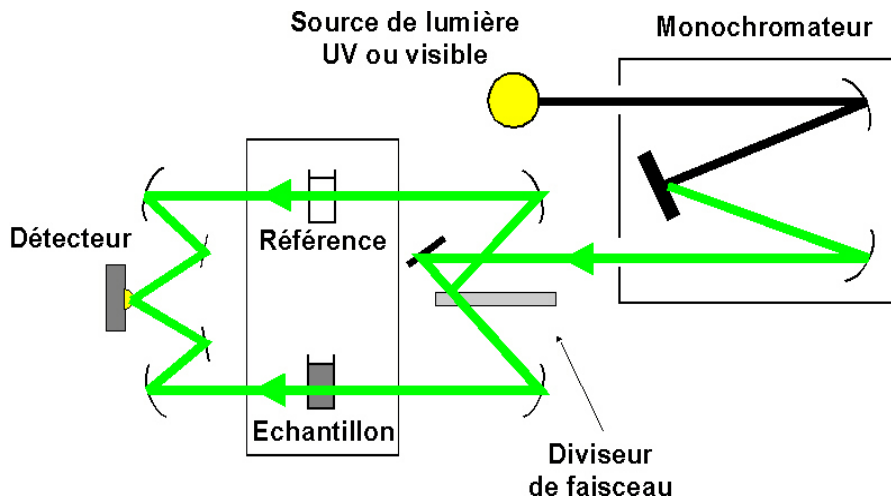 Source de lumière
UV ou visible
Monochromateur
Détecteur
Référence
Echantillon
Diviseur
de faisceau